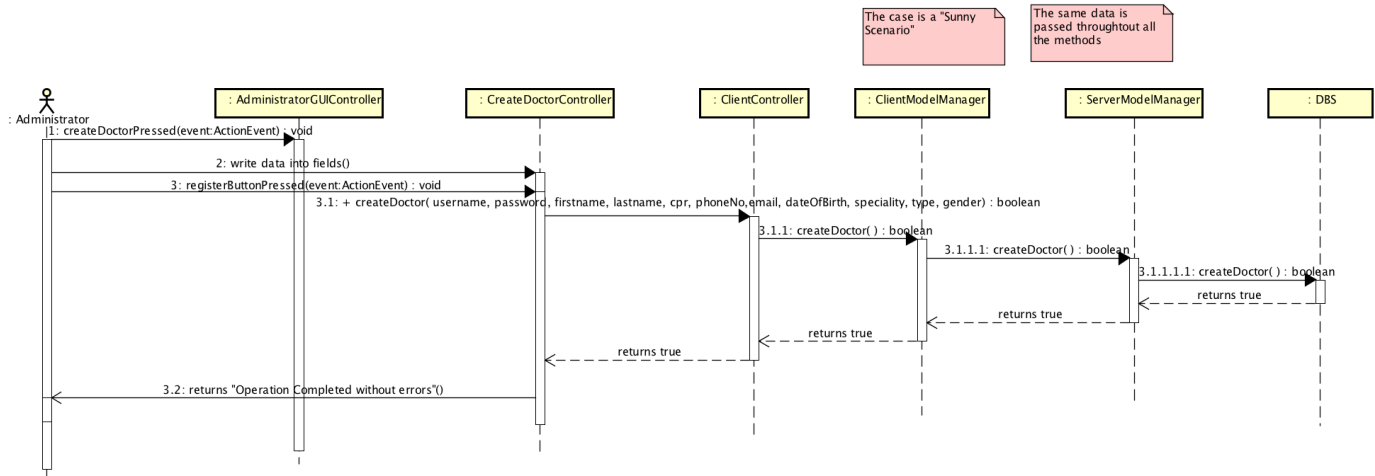 The case is a "Sunny
Scenario"
The same data is
passed throughtout all
the methods
: Administrator
: AdministratorGUIController
: CreateDoctorController
: ClientController
: ClientModelManager
: ServerModelManager
: DBS
1: createDoctorPressed(event:ActionEvent) : void
2: write data into fields()
3: registerButtonPressed(event:ActionEvent) : void
3.1: + createDoctor( username, password, firstname, lastname, cpr, phoneNo,email, dateOfBirth, speciality, type, gender) : boolean
3.1.1: createDoctor( ) : boolean
3.1.1.1: createDoctor( ) : boolean
3.1.1.1.1: createDoctor( ) : boolean
returns true
returns true
returns true
returns true
3.2: returns "Operation Completed without errors"()